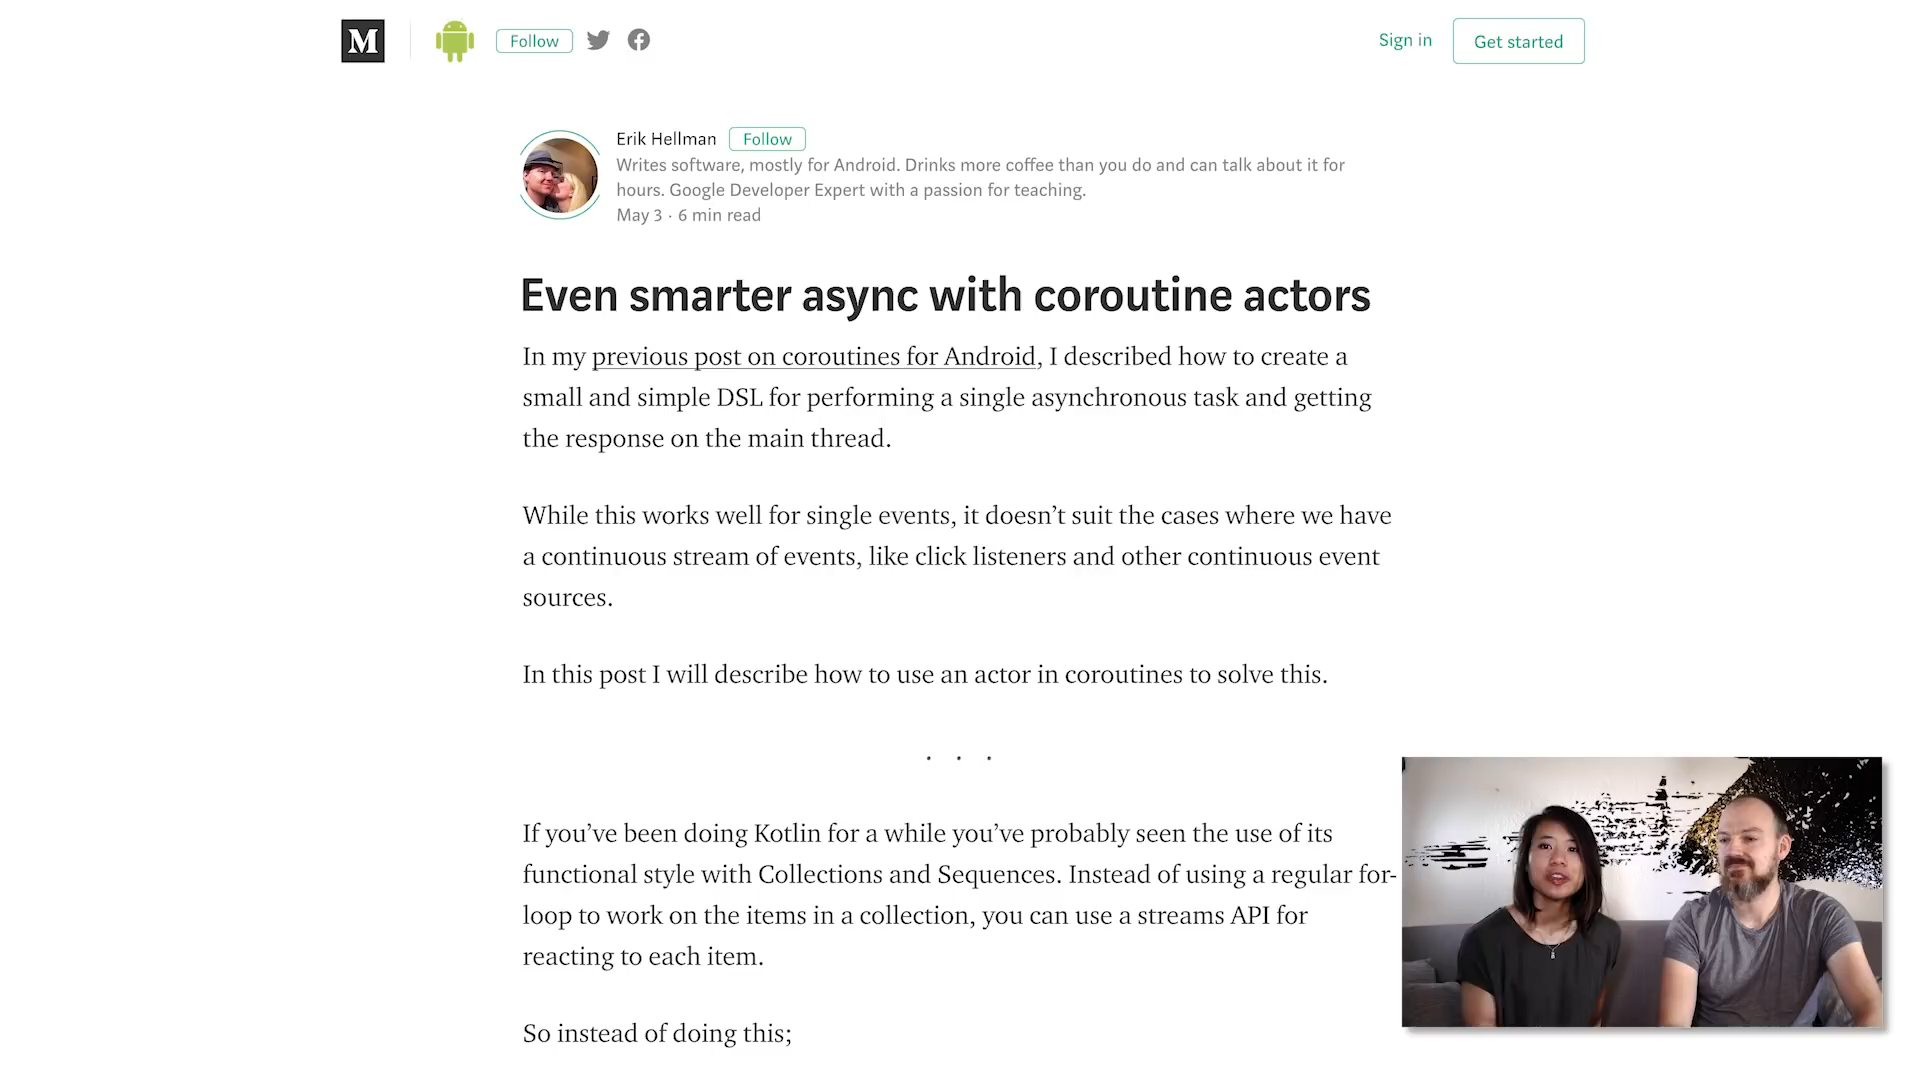 M
Follow
Sign in
Get started
Erik Hellman Follow
Writes software, mostly for Android. Drinks more coffee than you do and can talk about it for
hours. Google Developer Expert with a passion for teaching.
May 3 · 6 min read
Even smarter async with coroutine actors
In my previous post on coroutines for Android, I described how to create a
small and simple DSL for performing a single asynchronous task and getting
the response on the main thread.
While this works well for single events, it doesn’t suit the cases where we have
a continuous stream of events, like click listeners and other continuous event
sources.
In this post I will describe how to use an actor in coroutines to solve this.
. . .
If you’ve been doing Kotlin for a while you’ve probably seen the use of its
functional style with Collections and Sequences. Instead of using a regular for-
loop to work on the items in a collection, you can use a streams API for
reacting to each item.
So instead of doing this;